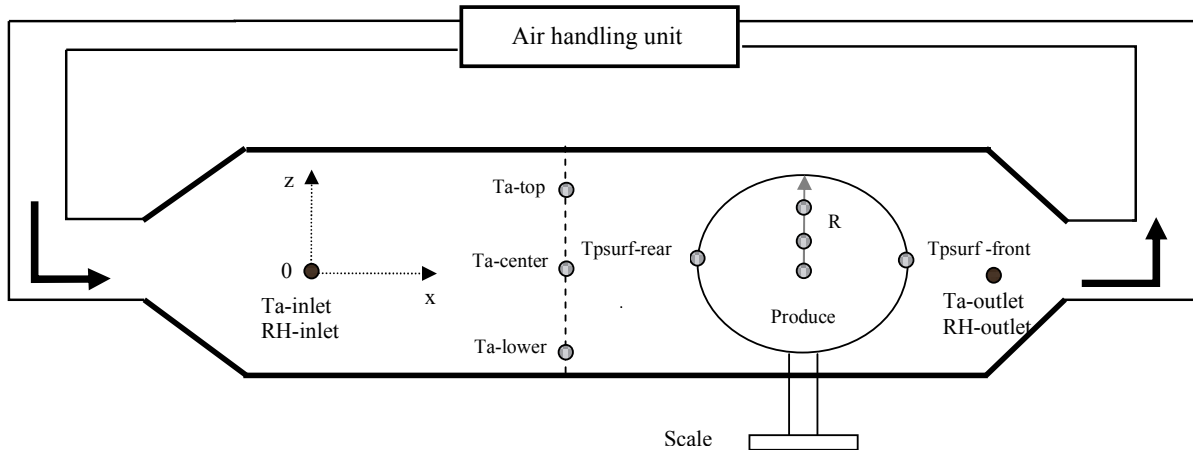 Air handling unit
z
Ta-top
R
Tpsurf-rear
Tpsurf -front
0
Ta-center
x
Ta-inlet
RH-inlet
Ta-outlet
RH-outlet
Produce
Ta-lower
Scale